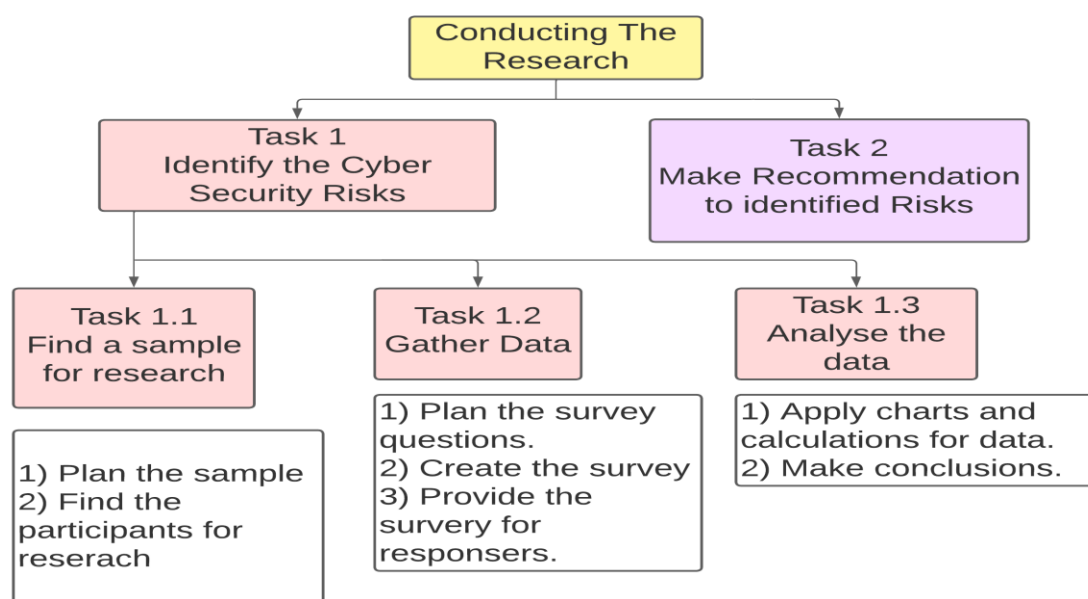 Conducting The
Research
Task 1
Identify the Cyber
Security Risks
Task 2
Make Recommendation
to identified Risks
Task 1.1
Find a sample
for research
Task 1.2
Gather Data
Task 1.3
Analyse the
data
1) Plan the sample
2) Find the
participants for
reserach
1) Plan the survey
questions.
2) Create the survey
3) Provide the
survery for
responsers.
1) Apply charts and
calculations for data.
2) Make conclusions.